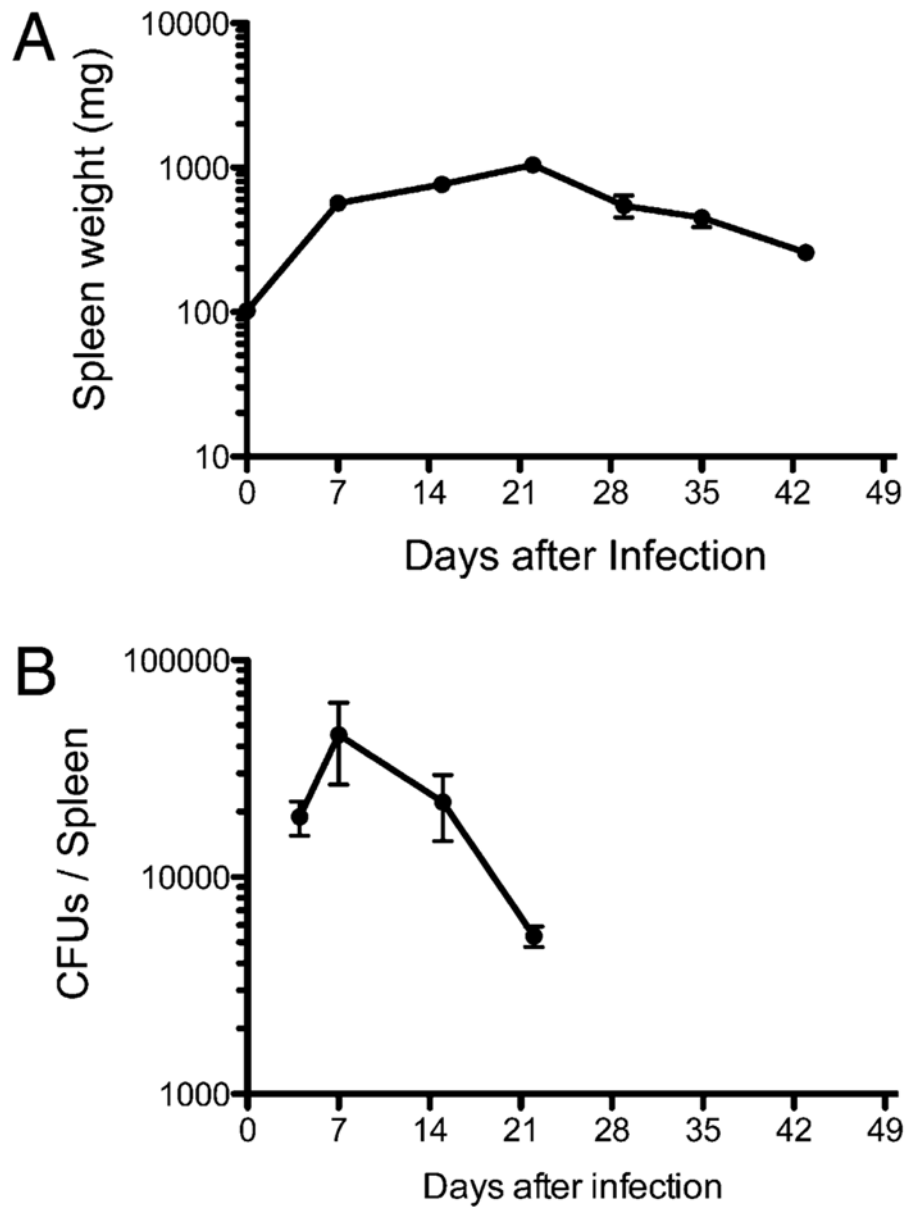 A
Spleen weight (mg)
10000
1000
100
10
0 7 14 21 28 35 42 49
Days after Infection
B
CFUs / Spleen
100000
10000
1000
0 7 14 21 28 35 42 49
Days after infection